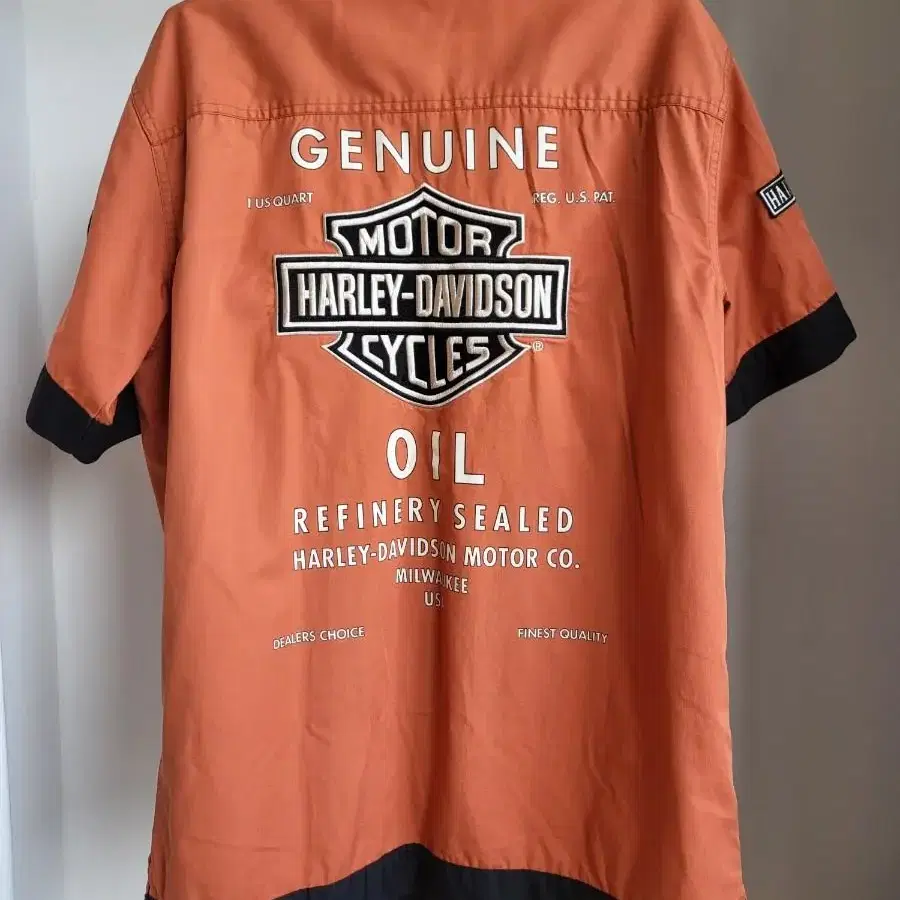 GENUINE
1 US QUART
REG. U.S. PAT.
MOTOR
HARLEY-DAVIDSON
CYCLES
®
OIL
REFINERY SEALED
HARLEY-DAVIDSON MOTOR CO.
MILWAUKEE
DEALERS CHOICE
FINEST QUALITY